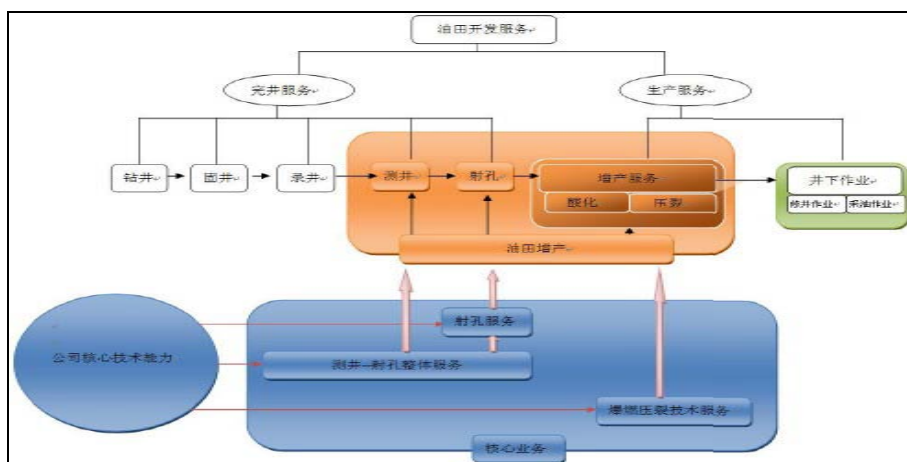 油田开发服务
完井服务
生产服务
钻井
固井
录井
测井
射孔
增产服务
酸化
压裂
井下作业
修井作业
采油作业
油田增产
射孔服务
公司核心技术能力
测井--射孔整体服务
爆燃压裂技术服务
核心业务